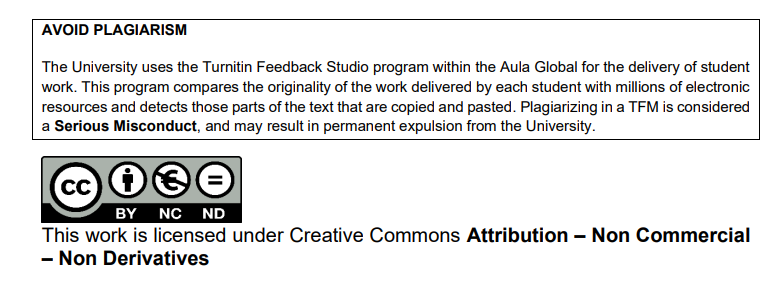 AVOID PLAGIARISM
The University uses the Turnitin Feedback Studio program within the Aula Global for the delivery of student
work. This program compares the originality of the work delivered by each student with millions of electronic
resources and detects those parts of the text that are copied and pasted. Plagiarizing in a TFM is considered
a Serious Misconduct, and may result in permanent expulsion from the University.
cc
BY NC ND
This work is licensed under Creative Commons Attribution – Non Commercial
– Non Derivatives